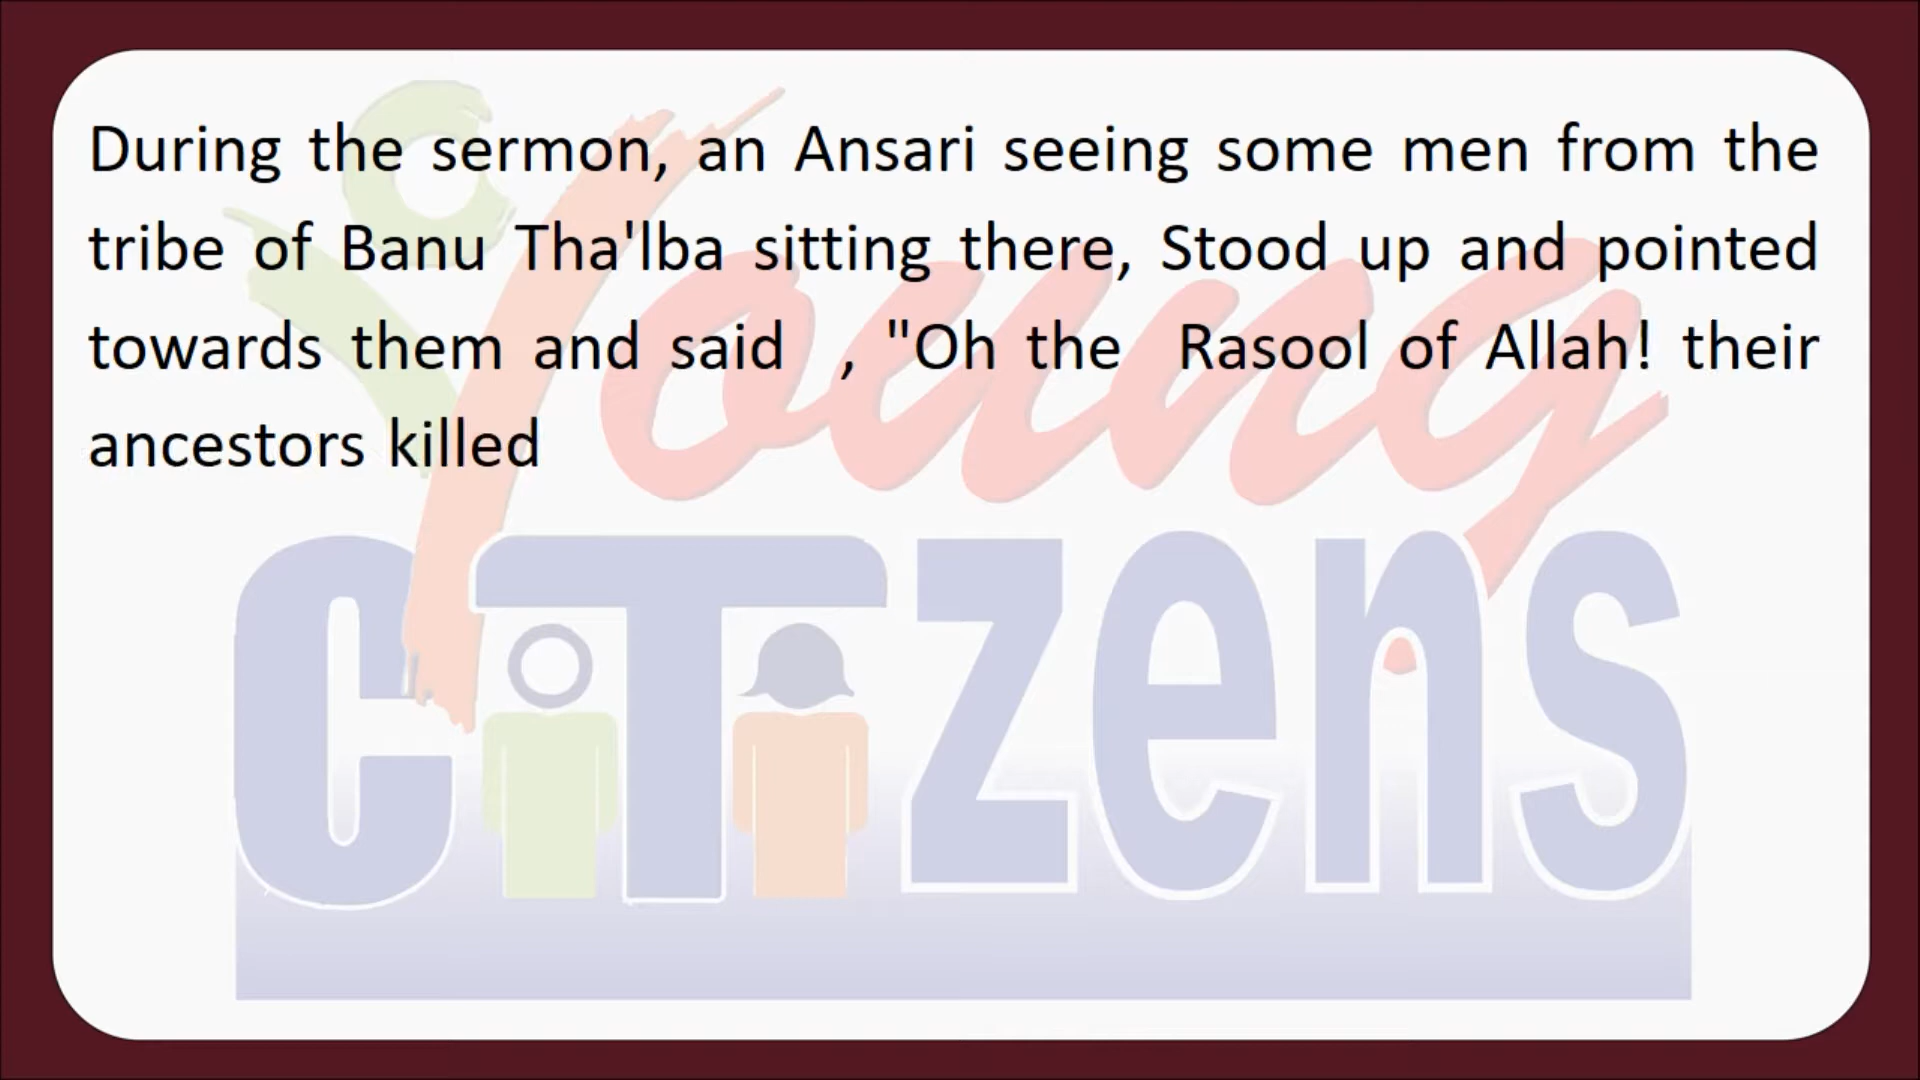 During the sermon, an Ansari seeing some men from the
tribe of Banu Tha'lba sitting there, Stood up and pointed
towards them and said , "Oh the Rasool of Allah! their
ancestors killed
Young
CiTizens